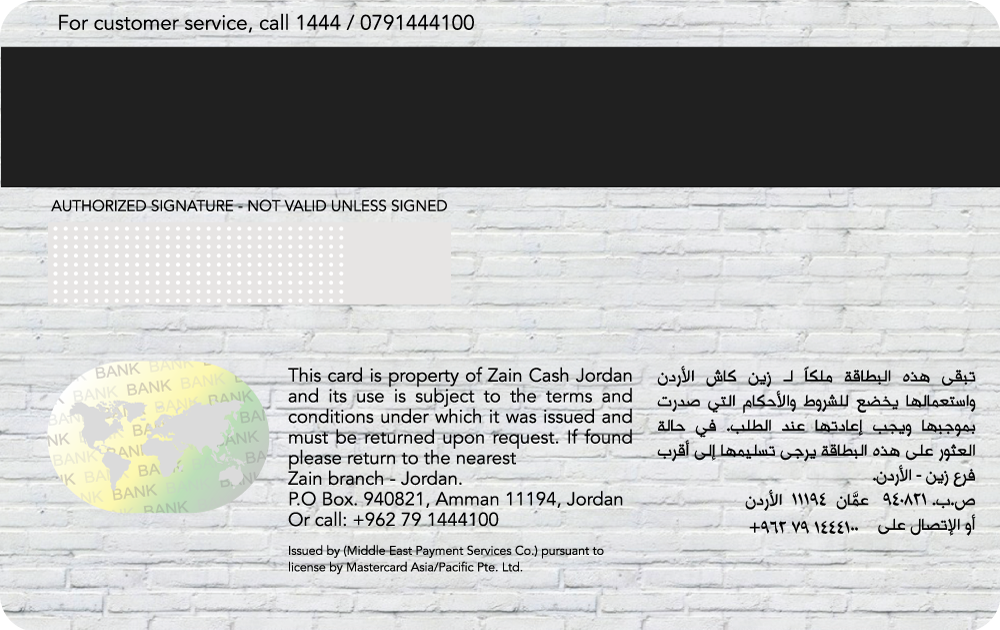 For customer service, call 1444 / 0791444100
AUTHORIZED SIGNATURE - NOT VALID UNLESS SIGNED
BANK BANK
BANK BANK BAN
BANK
NK
BANK BAN
BANK BA
BANK
BANK
This card is property of Zain Cash Jordan
and its use is subject to the terms and
conditions under which it was issued and
must be returned upon request. If found
please return to the nearest
Zain branch - Jordan.
P.O Box. 940821, Amman 11194, Jordan
Or call: +962 79 1444100
Issued by (Middle East Payment Services Co.) pursuant to
license by Mastercard Asia/Pacific Pte. Ltd.
تبقى هذه البطاقة ملكاً لـ زين كاش الأردن
واستعمالها يخضع للشروط والأحكام التي صدرت
بموجبها ويجب إعادتها عند الطلب. في حالة
العثور على هذه البطاقة يرجى تسليمها إلى أقرب
فرع زين - الأردن.
ص.ب. ٩٤٠٨٢١ عمَّان ١١١٩٤ الأردن
أو الإتصال على ١٤٤٤١٠٠ ٧٩ ٩٦٢+